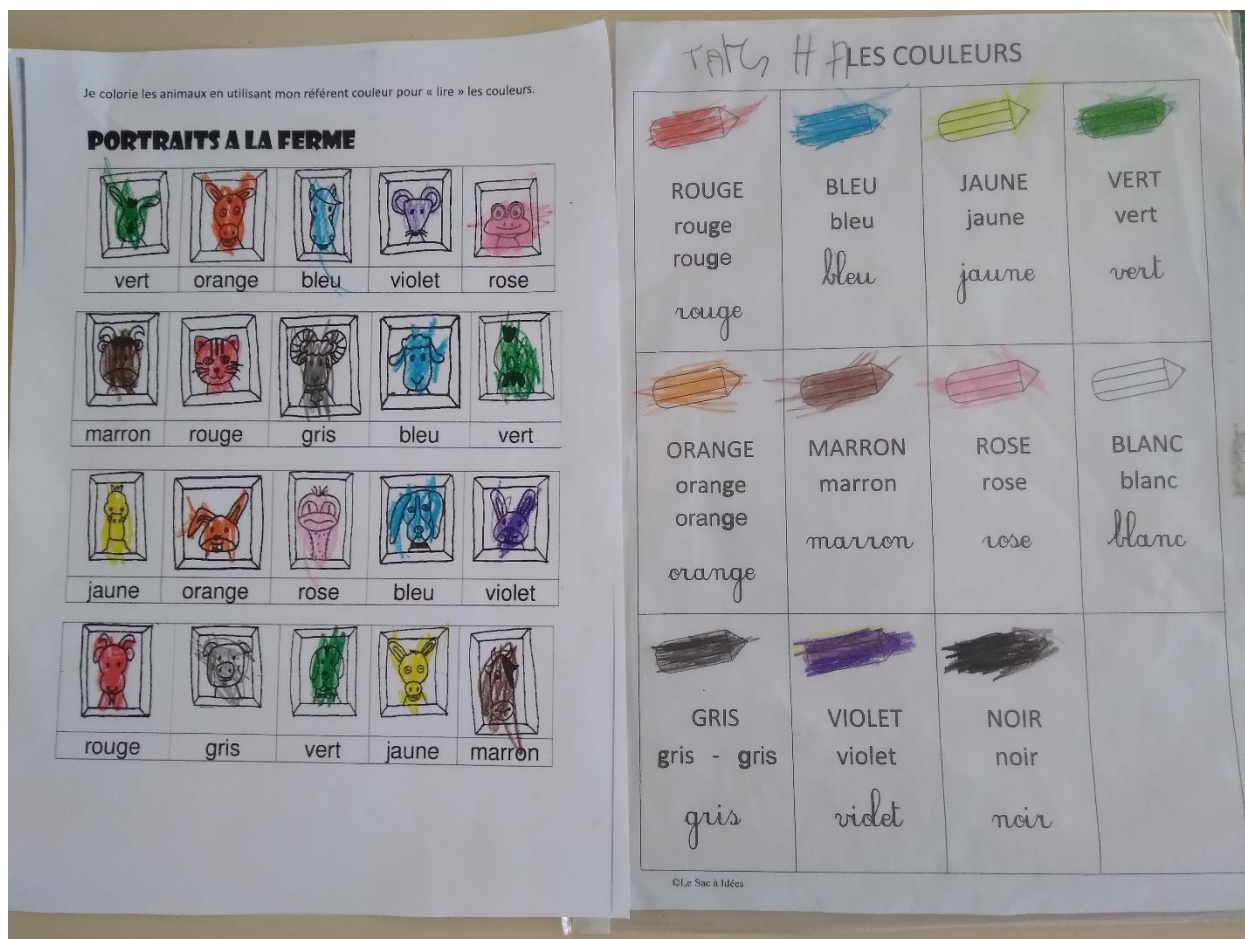 Je colorie les animaux en utilisant mon référent couleur pour « lire » les couleurs.
PORTRAITS A LA FERME
vert orange bleu violet rose
marron rouge gris bleu vert
jaune orange rose bleu violet
rouge gris vert jaune marron
LES COULEURS
ROUGE BLEU JAUNE VERT
rouge bleu jaune vert
rouge bleu jaune vert
rouge
ORANGE MARRON ROSE BLANC
orange marron rose blanc
orange marron rose blanc
orange
GRIS VIOLET NOIR
gris - gris violet noir
gris violet noir
©Le Sac à Idées